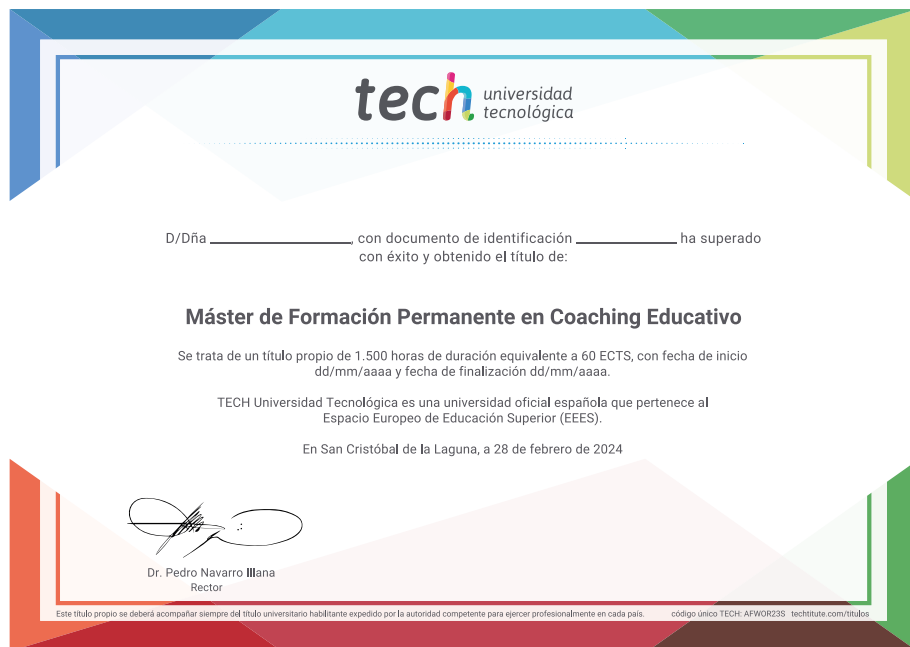 tech universidad
tecnológica
D/Dña ____________________, con documento de identificación ______________ ha superado
con éxito y obtenido el título de:
Máster de Formación Permanente en Coaching Educativo
Se trata de un título propio de 1.500 horas de duración equivalente a 60 ECTS, con fecha de inicio
dd/mm/aaaa y fecha de finalización dd/mm/aaaa.
TECH Universidad Tecnológica es una universidad oficial española que pertenece al
Espacio Europeo de Educación Superior (EEES).
En San Cristóbal de la Laguna, a 28 de febrero de 2024
Dr. Pedro Navarro Illana
Rector
Este título propio se deberá acompañar siempre del título universitario habilitante expedido por la autoridad competente para ejercer profesionalmente en cada país. código único TECH: AFWOR23S techtitute.com/titulos